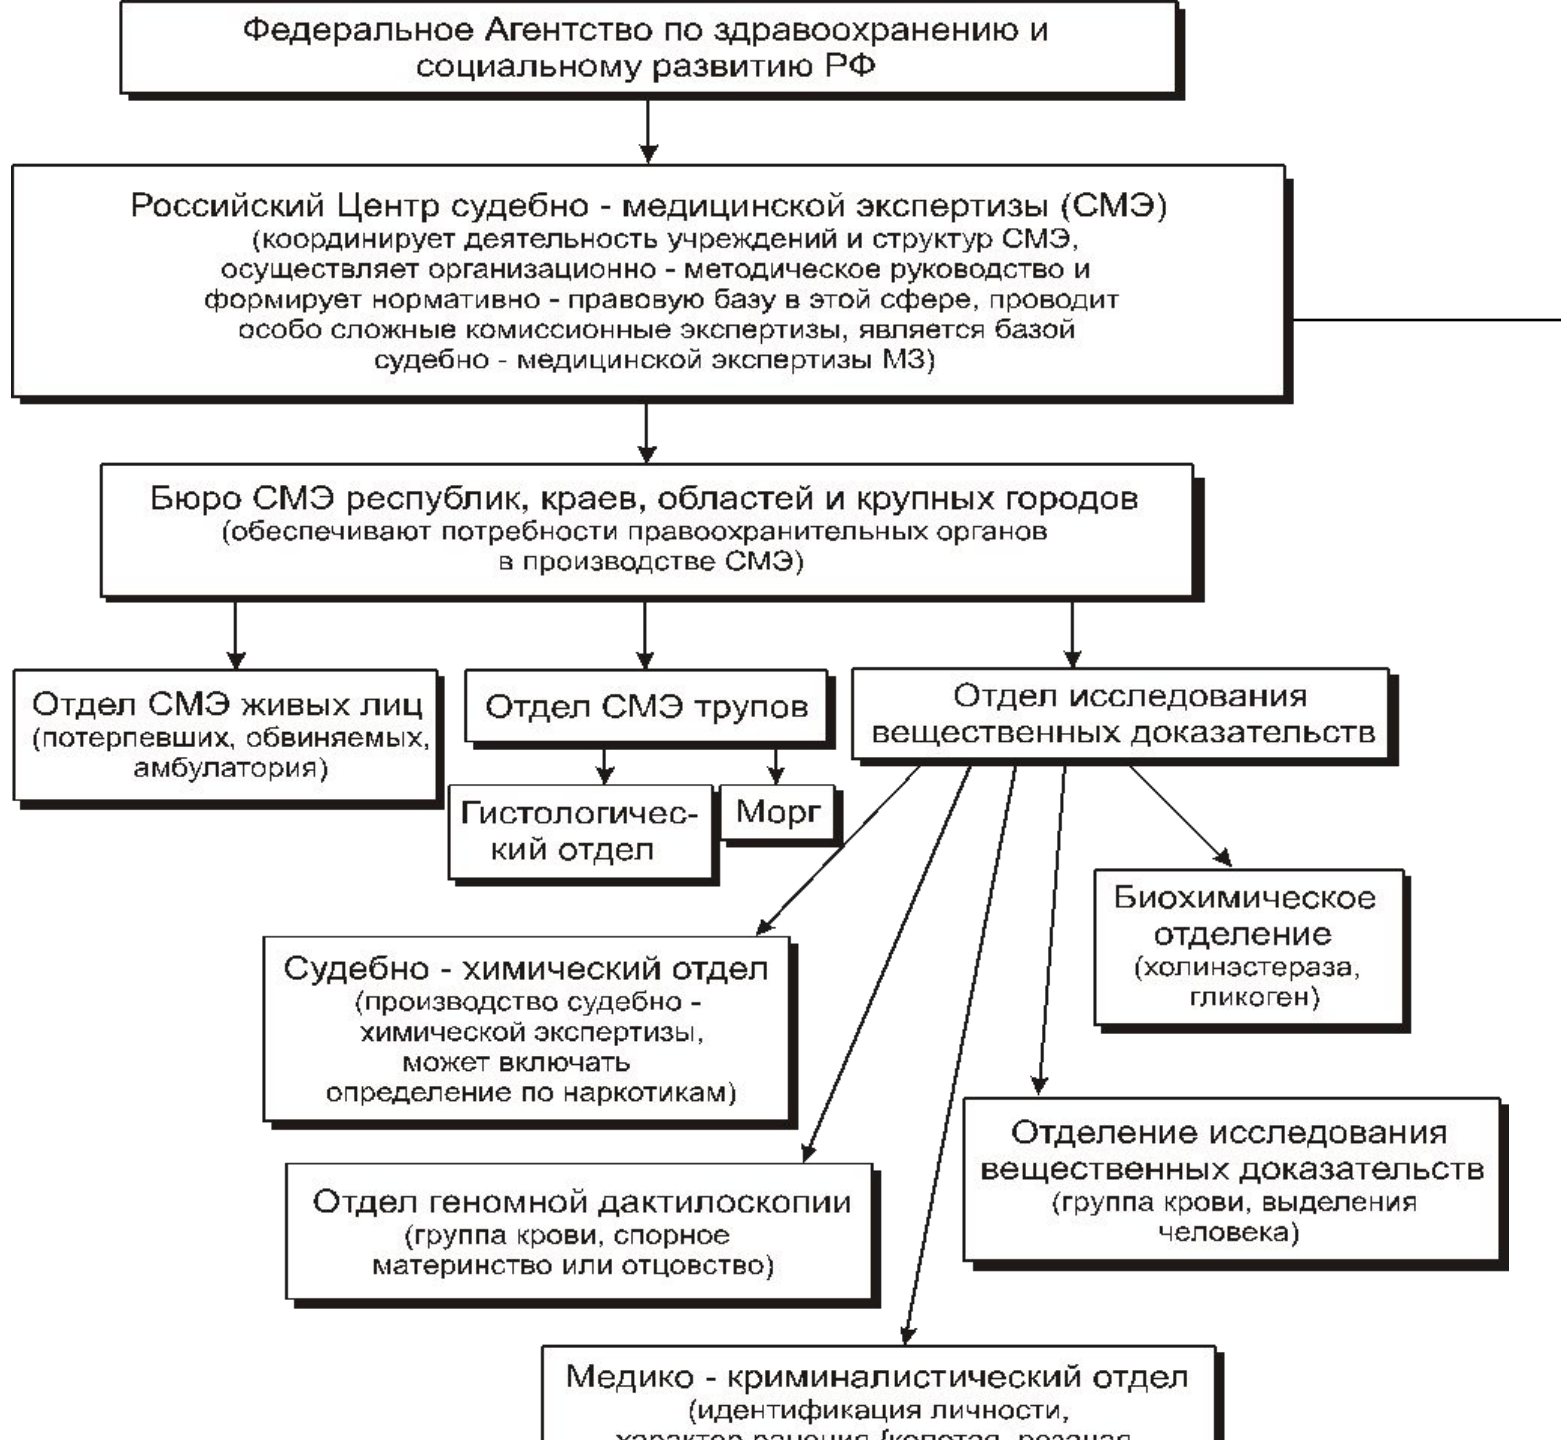 Федеральное Агентство по здравоохранению и
социальному развитию РФ
Российский Центр судебно - медицинской экспертизы (СМЭ)
(координирует деятельность учреждений и структур СМЭ,
осуществляет организационно - методическое руководство и
формирует нормативно - правовую базу в этой сфере, проводит
особо сложные комиссионные экспертизы, является базой
судебно - медицинской экспертизы МЗ)
Бюро СМЭ республик, краев, областей и крупных городов
(обеспечивают потребности правоохранительных органов
в производстве СМЭ)
Отдел СМЭ живых лиц
(потерпевших, обвиняемых,
амбулатория)
Отдел СМЭ трупов
Отдел исследования
вещественных доказательств
Гистологичес-
кий отдел
Морг
Биохимическое
отделение
(холинэстераза,
гликоген)
Судебно - химический отдел
(производство судебно -
химической экспертизы,
может включать
определение по наркотикам)
Отделение исследования
вещественных доказательств
(группа крови, выделения
человека)
Отдел геномной дактилоскопии
(группа крови, спорное
материнство или отцовство)
Медико - криминалистический отдел
(идентификация личности,
характер ранения (колотая, резаная